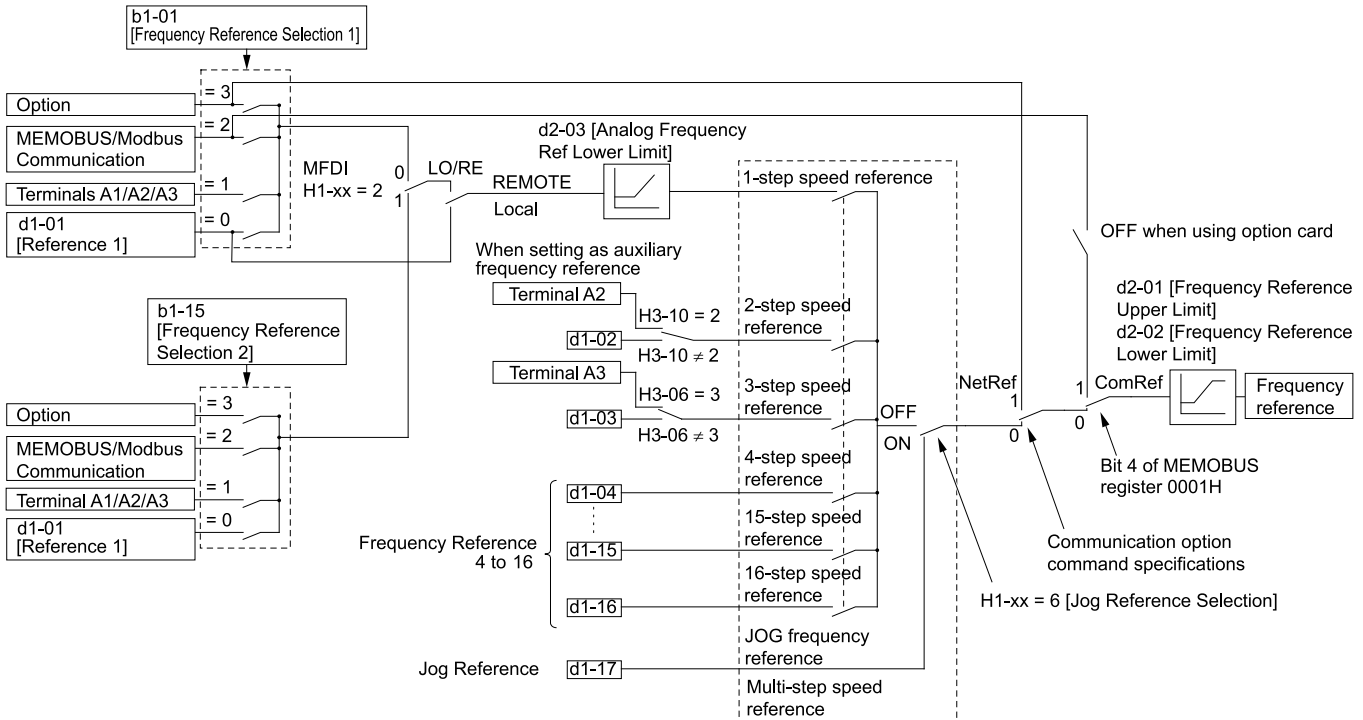 b1-01
[Frequency Reference Selection 1]
Option
= 3
MEMOBUS/Modbus
Communication
= 2
Terminals A1/A2/A3
= 1
d1-01
[Reference 1]
= 0
MFDI
H1-xx = 2
0
1
LO/RE
REMOTE
Local
d2-03 [Analog Frequency
Ref Lower Limit]
1-step speed reference
When setting as auxiliary
frequency reference
Terminal A2
H3-10 = 2
d1-02
H3-10 ≠ 2
2-step speed
reference
Terminal A3
H3-06 = 3
d1-03
H3-06 ≠ 3
3-step speed
reference
b1-15
[Frequency Reference
Selection 2]
Option
= 3
MEMOBUS/Modbus
Communication
= 2
Terminal A1/A2/A3
= 1
d1-01
[Reference 1]
= 0
Frequency Reference
4 to 16
d1-04
4-step speed
reference
d1-15
15-step speed
reference
d1-16
16-step speed
reference
Jog Reference
d1-17
JOG frequency
reference
Multi-step speed
reference
OFF
ON
NetRef
1
0
1
0
ComRef
OFF when using option card
d2-01 [Frequency Reference
Upper Limit]
d2-02 [Frequency Reference
Lower Limit]
Frequency
reference
Bit 4 of MEMOBUS
register 0001H
Communication option
command specifications
H1-xx = 6 [Jog Reference Selection]